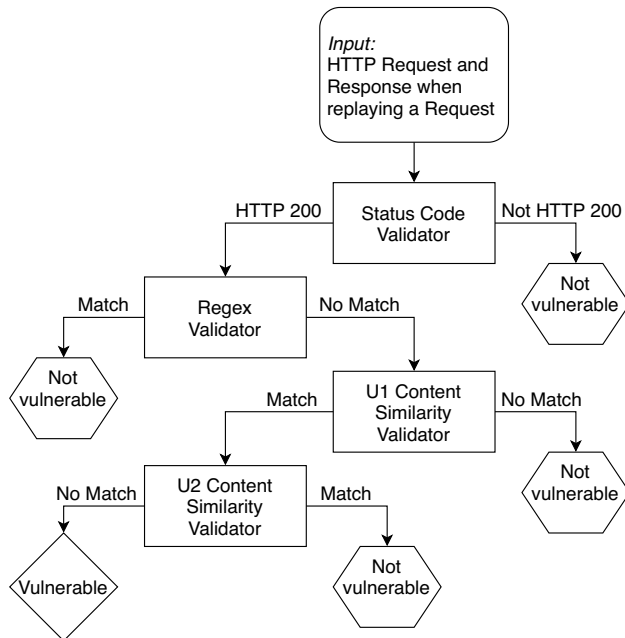 Input:
HTTP Request and
Response when
replaying a Request
HTTP 200
Status Code
Validator
Not HTTP 200
Not
vulnerable
Match
Regex
Validator
No Match
Not
vulnerable
Match
U1 Content
Similarity
Validator
No Match
Not
vulnerable
No Match
U2 Content
Similarity
Validator
Match
Vulnerable
Not
vulnerable